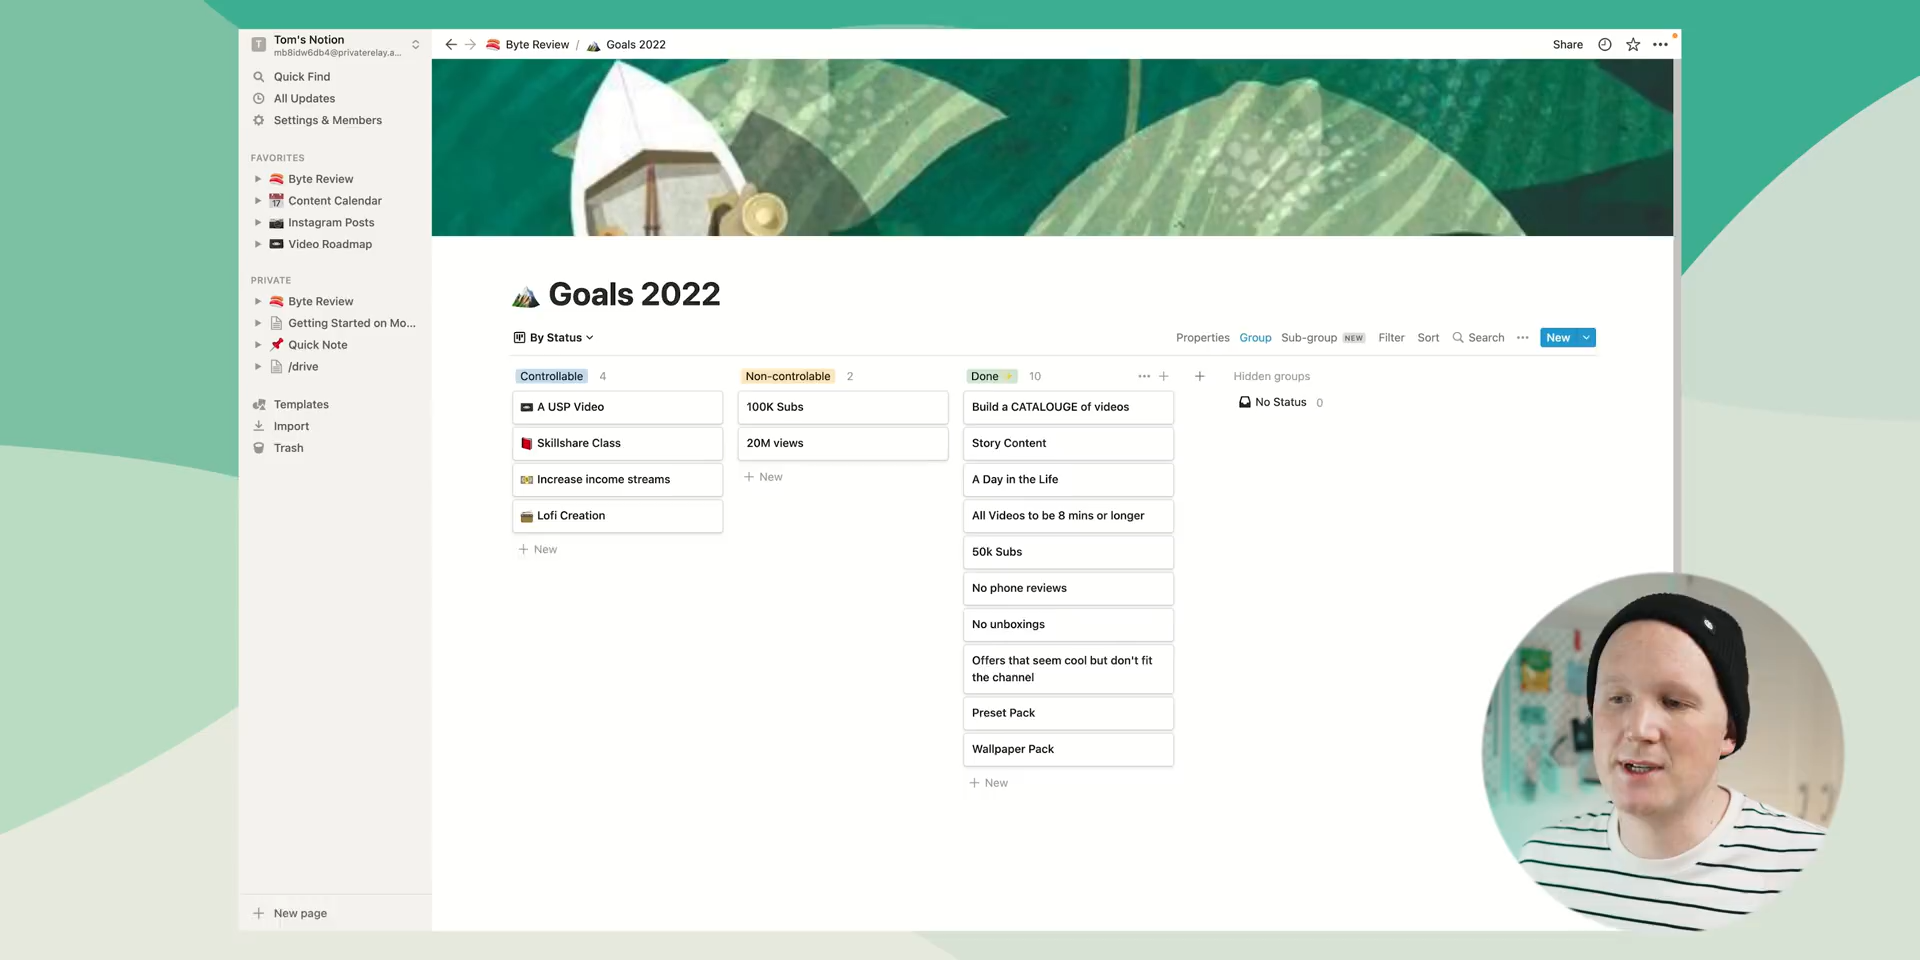 T Tom's Notion
mb8idw6db4@privaterelay.a...
Quick Find
All Updates
Settings & Members
FAVORITES
Byte Review
Content Calendar
Instagram Posts
Video Roadmap
PRIVATE
Byte Review
Getting Started on Mo...
Quick Note
/drive
Templates
Import
Trash
New page
Byte Review / Goals 2022
Share
Goals 2022
By Status
Properties Group Sub-group NEW Filter Sort Search New
Controllable 4
A USP Video
Skillshare Class
Increase income streams
Lofi Creation
+ New
Non-controlable 2
100K Subs
20M views
+ New
Done 10
Build a CATALOUGE of videos
Story Content
A Day in the Life
All Videos to be 8 mins or longer
50k Subs
No phone reviews
No unboxings
Offers that seem cool but don't fit
the channel
Preset Pack
Wallpaper Pack
+ New
Hidden groups
No Status 0